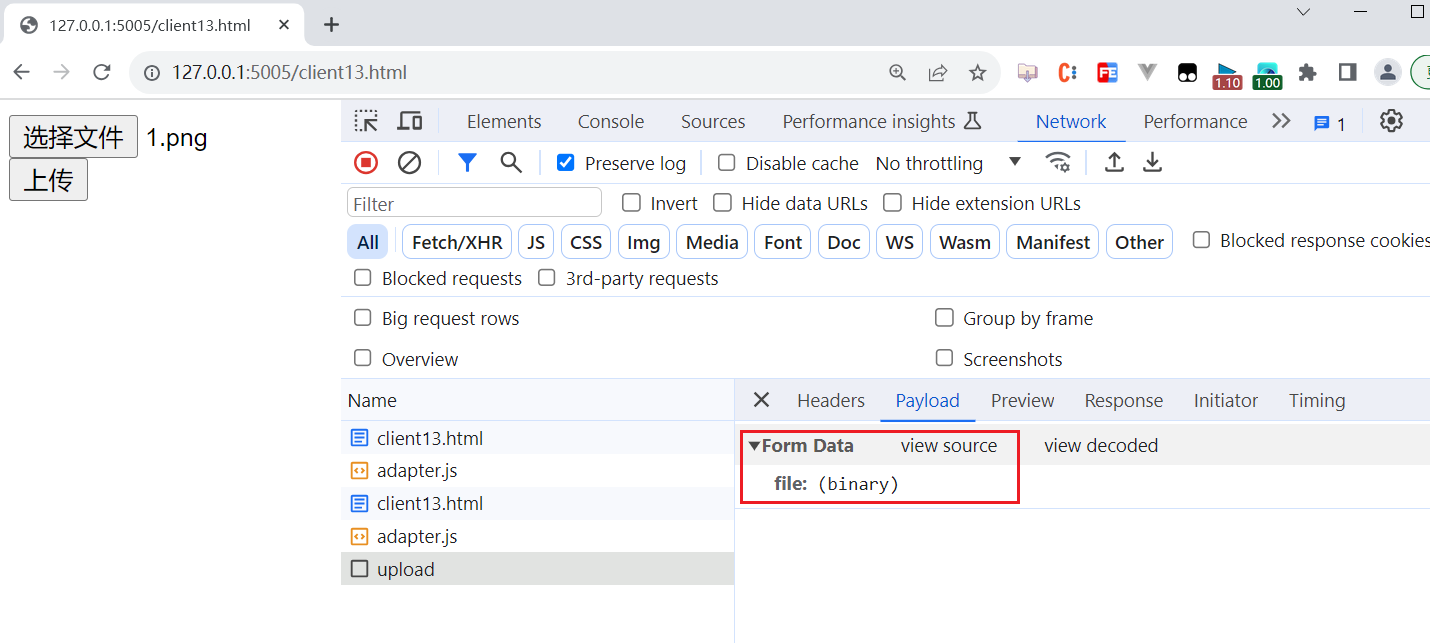 127.0.0.1:5005/client13.html
127.0.0.1:5005/client13.html
C
FE
1.10
1.00
选择文件 1.png
上传
Elements Console Sources Performance insights Network Performance 1
Preserve log Disable cache No throttling
Filter Invert Hide data URLs Hide extension URLs
All Fetch/XHR JS CSS Img Media Font Doc WS Wasm Manifest Other Blocked response cookies
Blocked requests 3rd-party requests
Big request rows Group by frame
Overview Screenshots
Name Headers Payload Preview Response Initiator Timing
client13.html Form Data view source view decoded
adapter.js file: (binary)
client13.html
adapter.js
upload